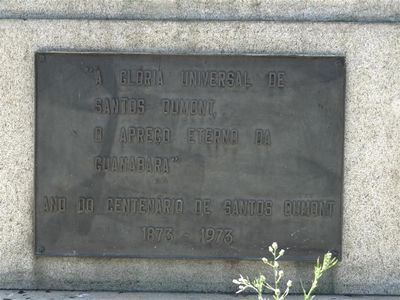 "A GLÓRIA UNIVERSAL DE
SANTOS DUMONT,
O APREÇO ETERNO DA
GUANABARA"
ANO DO CENTENÁRIO DE SANTOS DUMONT
1873 - 1973